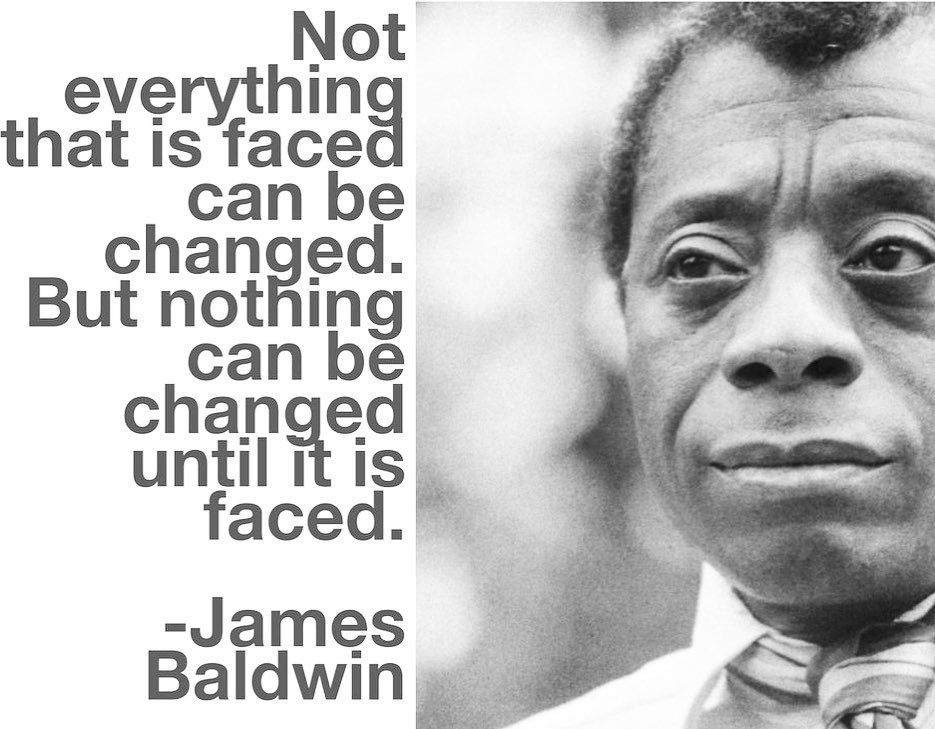 Not
everything
that is faced
can be
changed.
But nothing
can be
changed
until it is
faced.
-James
Baldwin